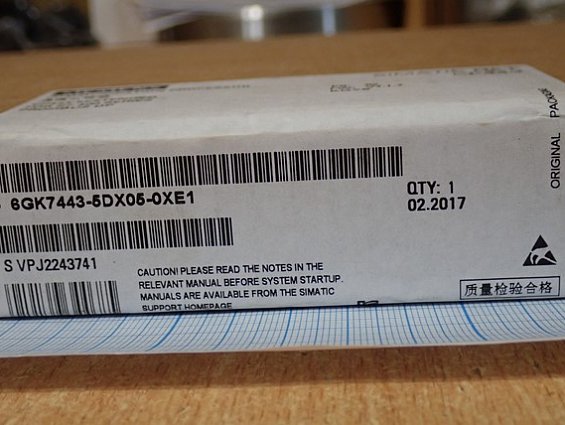 6GK7443-5DX05-0XE1
QTY: 1
02.2017
S VPJ2243741
CAUTION! PLEASE READ THE NOTES IN THE
RELEVANT MANUAL BEFORE SYSTEM STARTUP.
MANUALS ARE AVAILABLE FROM THE SIMATIC
SUPPORT HOMEPAGE
ORIGINAL PACKAGE
质量检验合格